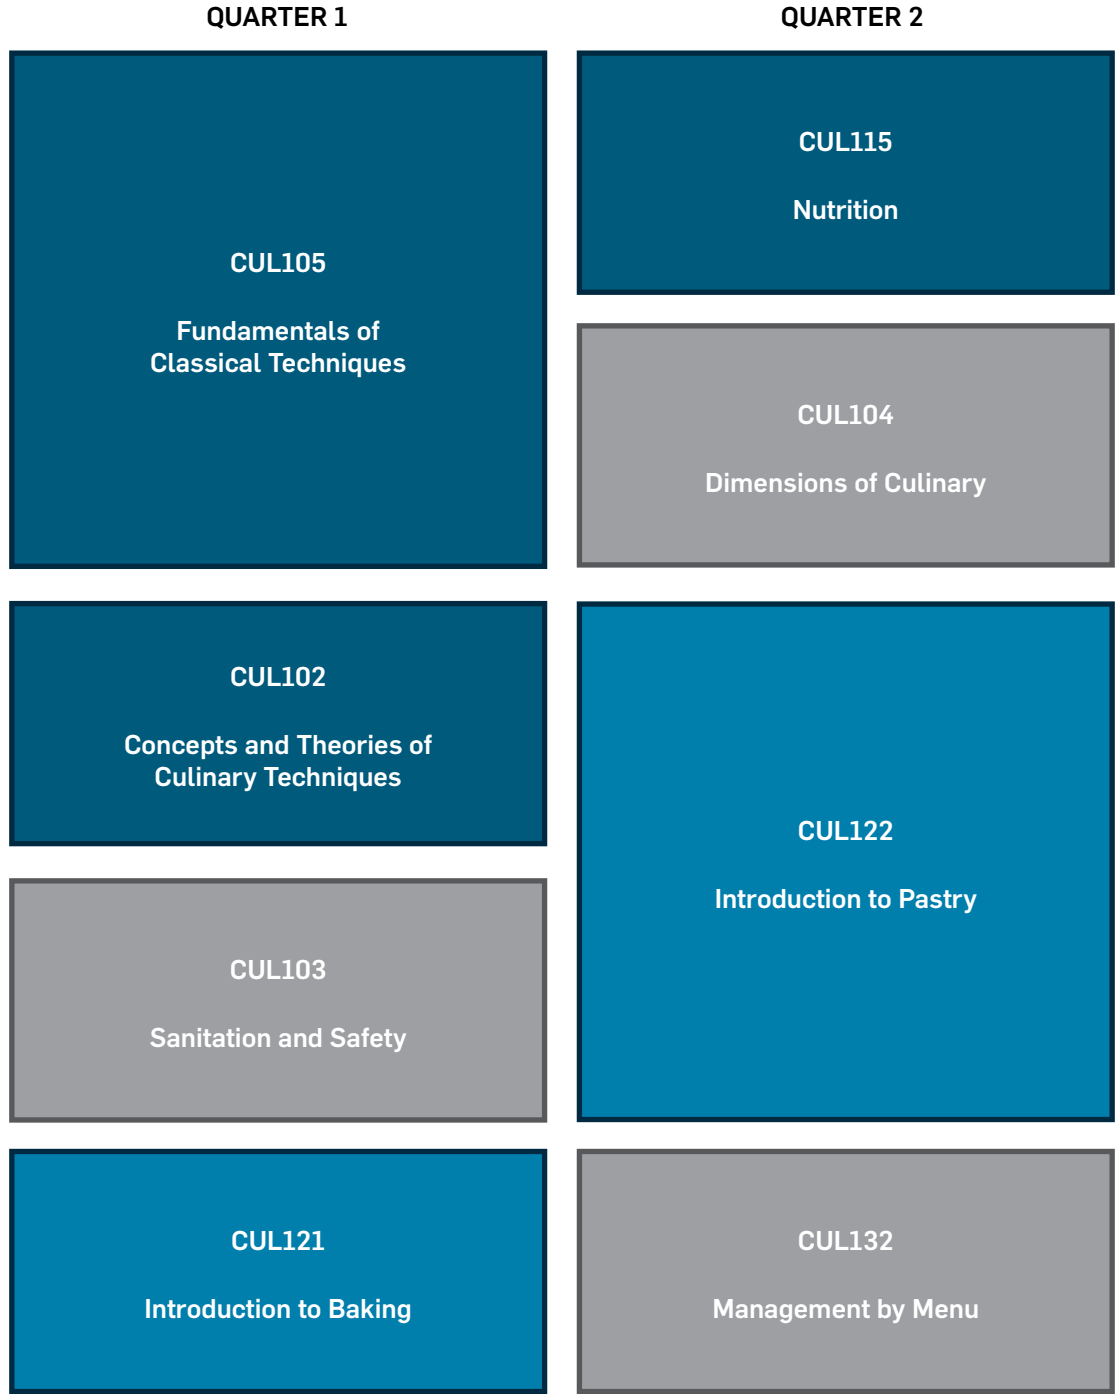 QUARTER 1
CUL105
Fundamentals of
Classical Techniques
CUL102
Concepts and Theories of
Culinary Techniques
CUL103
Sanitation and Safety
CUL121
Introduction to Baking
QUARTER 2
CUL115
Nutrition
CUL104
Dimensions of Culinary
CUL122
Introduction to Pastry
CUL132
Management by Menu